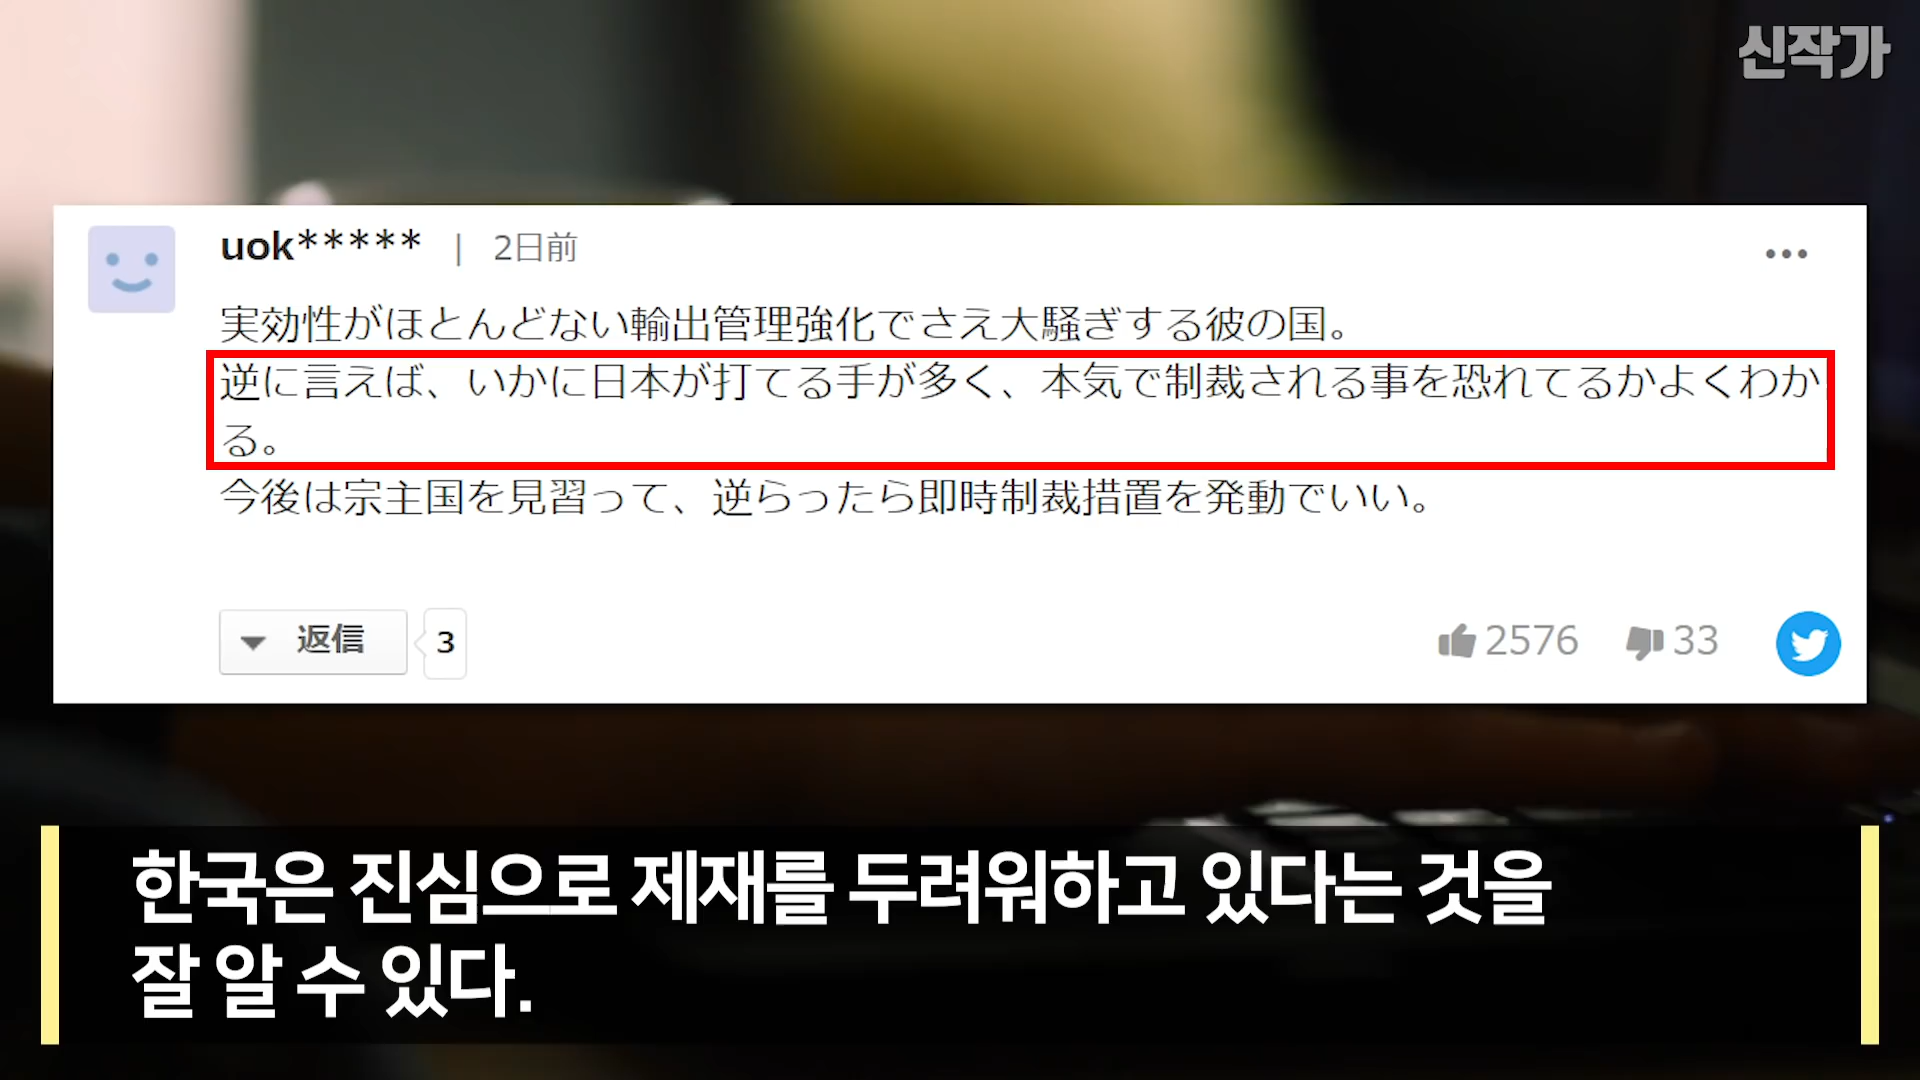 신작가
uok***** | 2日前
実効性がほとんどない輸出管理強化でさえ大騒ぎする彼の国。
逆に言えば、いかに日本が打てる手が多く、本気で制裁される事を恐れてるかよくわか
る。
今後は宗主国を見習って、逆らったら即時制裁措置を発動でいい。
返信 3
2576 33
한국은 진심으로 제재를 두려워하고 있다는 것을
잘 알 수 있다.